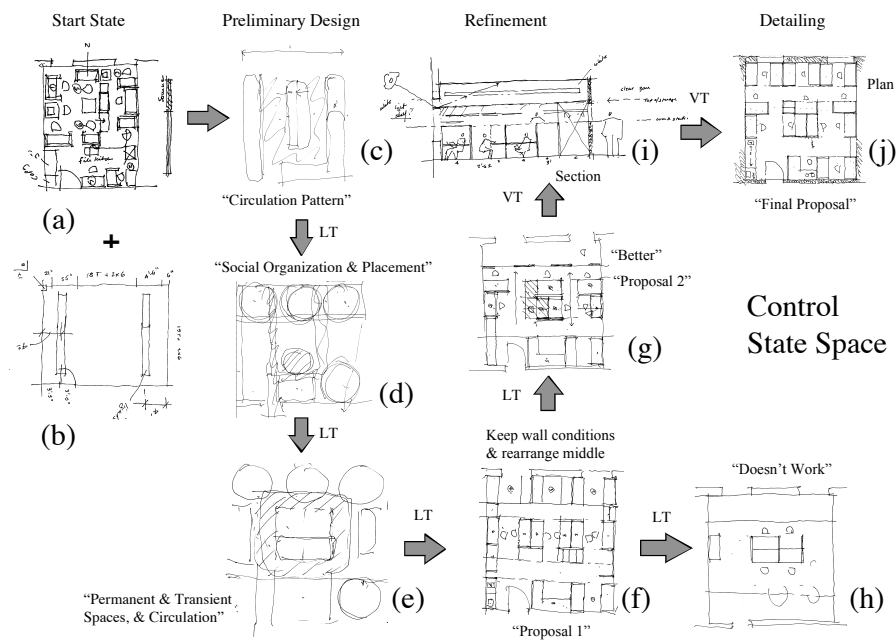 Start State
Preliminary Design
Refinement
Detailing
N
(a)
+
(b)
(c)
“Circulation Pattern”
LT
“Social Organization & Placement”
(d)
LT
(e)
“Permanent & Transient
Spaces, & Circulation”
LT
Keep wall conditions
& rearrange middle
(f)
“Proposal 1”
LT
“Doesn’t Work”
(h)
LT
“Better”
“Proposal 2”
(g)
VT
Section
(i)
VT
Plan
(j)
“Final Proposal”
Control
State Space